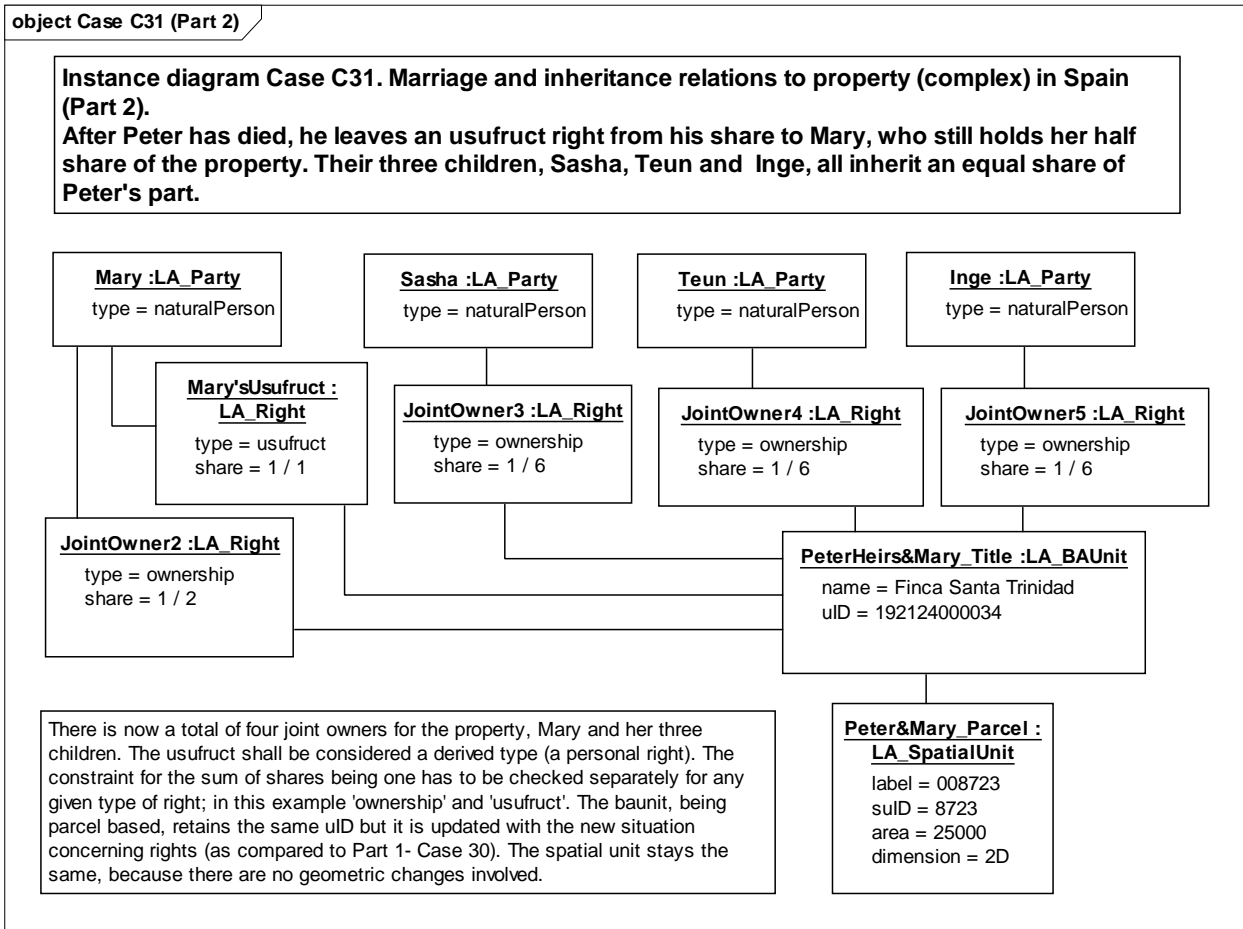 object Case C31 (Part 2)
Instance diagram Case C31. Marriage and inheritance relations to property (complex) in Spain
(Part 2).
After Peter has died, he leaves an usufruct right from his share to Mary, who still holds her half
share of the property. Their three children, Sasha, Teun and  Inge, all inherit an equal share of
Peter's part.
Mary :LA_Party
type = naturalPerson
Sasha :LA_Party
type = naturalPerson
Teun :LA_Party
type = naturalPerson
Inge :LA_Party
type = naturalPerson
Mary'sUsufruct :
LA_Right
type = usufruct
share = 1 / 1
JointOwner3 :LA_Right
type = ownership
share = 1 / 6
JointOwner4 :LA_Right
type = ownership
share = 1 / 6
JointOwner5 :LA_Right
type = ownership
share = 1 / 6
JointOwner2 :LA_Right
type = ownership
share = 1 / 2
PeterHeirs&Mary_Title :LA_BAUnit
name = Finca Santa Trinidad
uID = 192124000034
There is now a total of four joint owners for the property, Mary and her three
children. The usufruct shall be considered a derived type (a personal right). The
constraint for the sum of shares being one has to be checked separately for any
given type of right; in this example 'ownership' and 'usufruct'. The baunit, being
parcel based, retains the same uID but it is updated with the new situation
concerning rights (as compared to Part 1- Case 30). The spatial unit stays the
same, because there are no geometric changes involved.
Peter&Mary_Parcel :
LA_SpatialUnit
label = 008723
suID = 8723
area = 25000
dimension = 2D